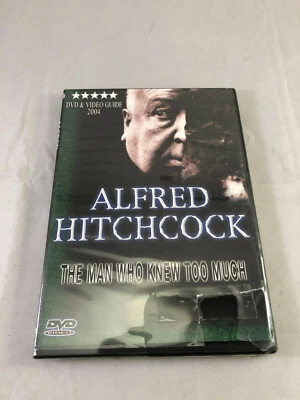 ★★★★★
DVD & VIDEO GUIDE
2004
ALFRED
HITCHCOCK
THE MAN WHO KNEW TOO MUCH
DVD